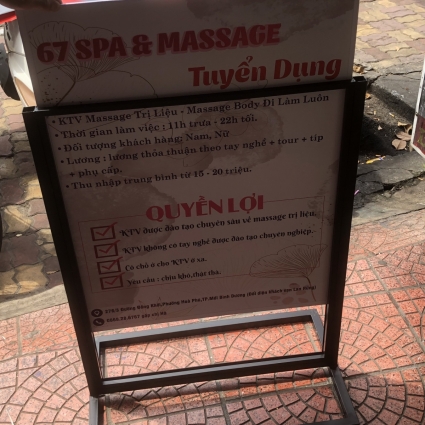 67 SPA & MASSAGE
Tuyển Dụng
• KTV Massage Trị Liệu - Massage Body Đi Làm Luôn
• Thời gian làm việc : 11h trưa - 22h tối.
• Đối tượng khách hàng: Nam, Nữ
• Lương : lương thỏa thuận theo tay nghề + tour + tip
+ phụ cấp.
• Thu nhập trung bình từ 15 - 20 triệu.
QUYỀN LỢI
KTV được đào tạo chuyên sâu về massage trị liệu.
KTV không có tay nghề được đào tạo chuyên nghiệp.
Có chỗ ở cho KTV ở xa.
Yêu cầu : chịu khó, thật thà.